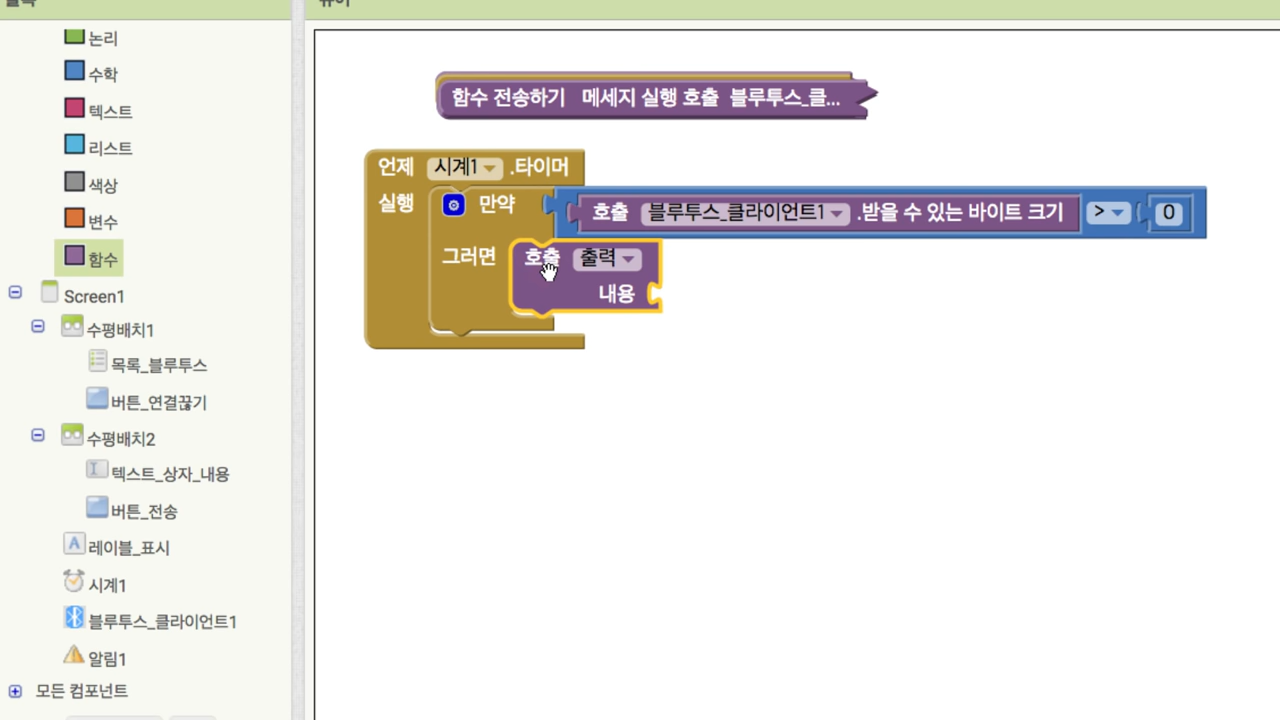 논리
수학
텍스트
리스트
색상
변수
함수
Screen1
수평배치1
목록_블루투스
버튼_연결끊기
수평배치2
텍스트_상자_내용
버튼_전송
레이블_표시
시계1
블루투스_클라이언트1
알림1
모든 컴포넌트
함수 전송하기 메세지 실행 호출 블루투스_클...
언제 시계1 .타이머
실행 만약 호출 블루투스_클라이언트1 .받을 수 있는 바이트 크기 > 0
그러면 호출 출력
내용